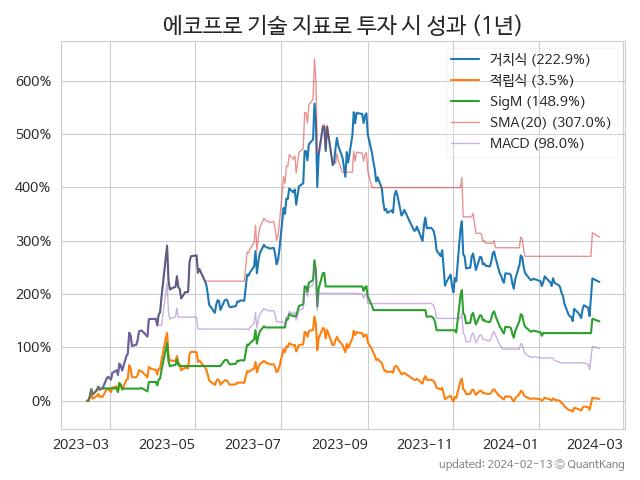 에코프로 기술 지표로 투자 시 성과 (1년)
거치식 (222.9%)
적립식 (3.5%)
SigM (148.9%)
SMA(20) (307.0%)
MACD (98.0%)
600%
500%
400%
300%
200%
100%
0%
2023-03 2023-05 2023-07 2023-09 2023-11 2024-01 2024-03
updated: 2024-02-13 © QuantKang